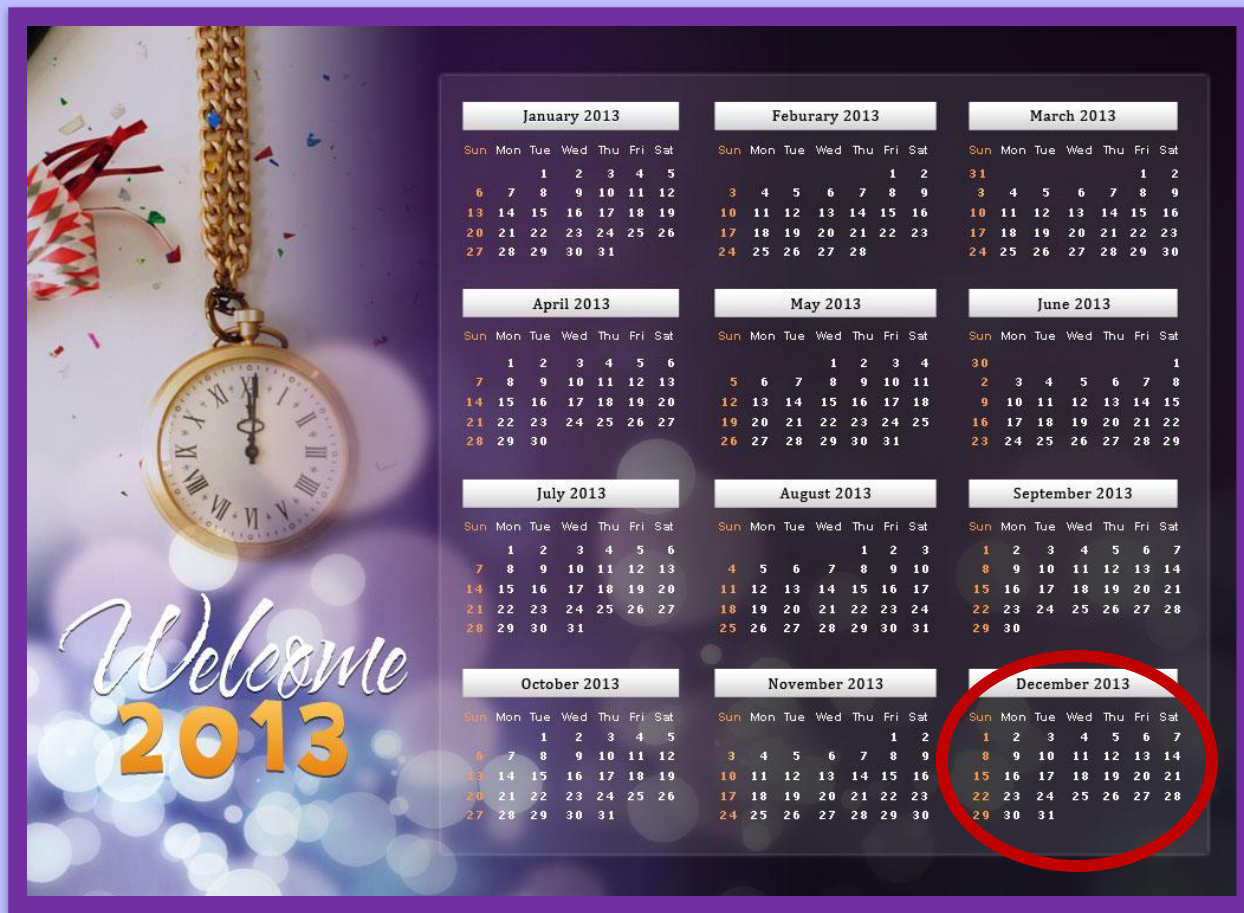 Welcome
2013
January 2013
Sun Mon Tue Wed Thu Fri Sat
1 2 3 4 5
6 7 8 9 10 11 12
13 14 15 16 17 18 19
20 21 22 23 24 25 26
27 28 29 30 31
Feburary 2013
Sun Mon Tue Wed Thu Fri Sat
1 2
3 4 5 6 7 8 9
10 11 12 13 14 15 16
17 18 19 20 21 22 23
24 25 26 27 28
March 2013
Sun Mon Tue Wed Thu Fri Sat
31 1 2
3 4 5 6 7 8 9
10 11 12 13 14 15 16
17 18 19 20 21 22 23
24 25 26 27 28 29 30
April 2013
Sun Mon Tue Wed Thu Fri Sat
1 2 3 4 5 6
7 8 9 10 11 12 13
14 15 16 17 18 19 20
21 22 23 24 25 26 27
28 29 30
May 2013
Sun Mon Tue Wed Thu Fri Sat
1 2 3 4
5 6 7 8 9 10 11
12 13 14 15 16 17 18
19 20 21 22 23 24 25
26 27 28 29 30 31
June 2013
Sun Mon Tue Wed Thu Fri Sat
30 1
2 3 4 5 6 7 8
9 10 11 12 13 14 15
16 17 18 19 20 21 22
23 24 25 26 27 28 29
July 2013
Sun Mon Tue Wed Thu Fri Sat
1 2 3 4 5 6
7 8 9 10 11 12 13
14 15 16 17 18 19 20
21 22 23 24 25 26 27
28 29 30 31
August 2013
Sun Mon Tue Wed Thu Fri Sat
1 2 3
4 5 6 7 8 9 10
11 12 13 14 15 16 17
18 19 20 21 22 23 24
25 26 27 28 29 30 31
September 2013
Sun Mon Tue Wed Thu Fri Sat
1 2 3 4 5 6 7
8 9 10 11 12 13 14
15 16 17 18 19 20 21
22 23 24 25 26 27 28
29 30
October 2013
Sun Mon Tue Wed Thu Fri Sat
1 2 3 4 5
6 7 8 9 10 11 12
13 14 15 16 17 18 19
20 21 22 23 24 25 26
27 28 29 30 31
November 2013
Sun Mon Tue Wed Thu Fri Sat
1 2
3 4 5 6 7 8 9
10 11 12 13 14 15 16
17 18 19 20 21 22 23
24 25 26 27 28 29 30
December 2013
Sun Mon Tue Wed Thu Fri Sat
1 2 3 4 5 6 7
8 9 10 11 12 13 14
15 16 17 18 19 20 21
22 23 24 25 26 27 28
29 30 31